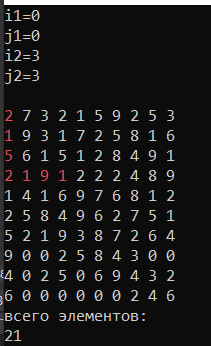 i1=0
j1=0
i2=3
j2=3
2 7 3 2 1 5 9 2 5 3
1 9 3 1 7 2 5 8 1 6
5 6 1 5 1 2 8 4 9 1
2 1 9 1 2 2 2 4 8 9
1 4 1 6 9 7 6 8 1 2
2 5 8 4 9 6 2 7 5 1
5 2 1 9 3 8 7 2 6 4
9 0 0 2 5 8 4 3 0 0
4 0 2 5 0 6 9 4 3 2
6 0 0 0 0 0 0 2 4 6
всего элементов:
21